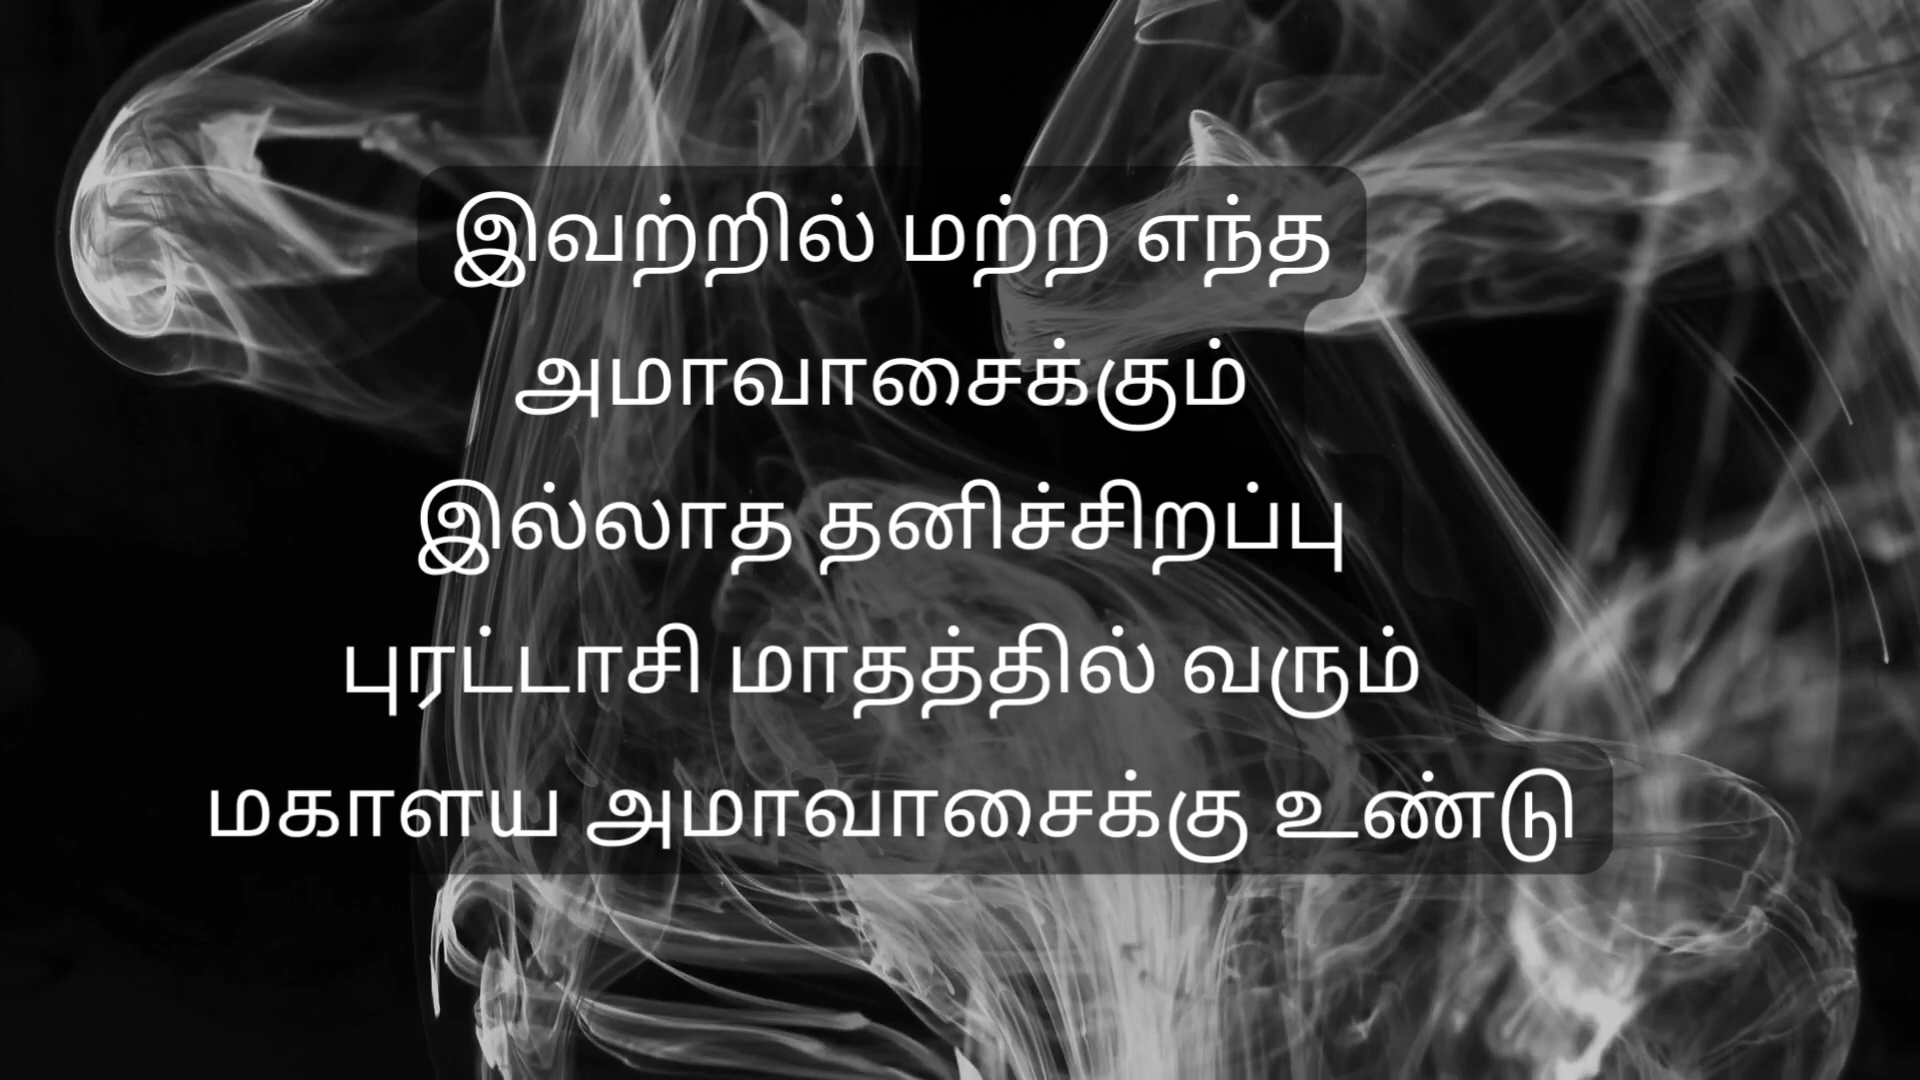 இவற்றில் மற்ற எந்த
அமாவாசைக்கும்
இல்லாத தனிச்சிறப்பு
புரட்டாசி மாதத்தில் வரும்
மகாளய அமாவாசைக்கு உண்டு